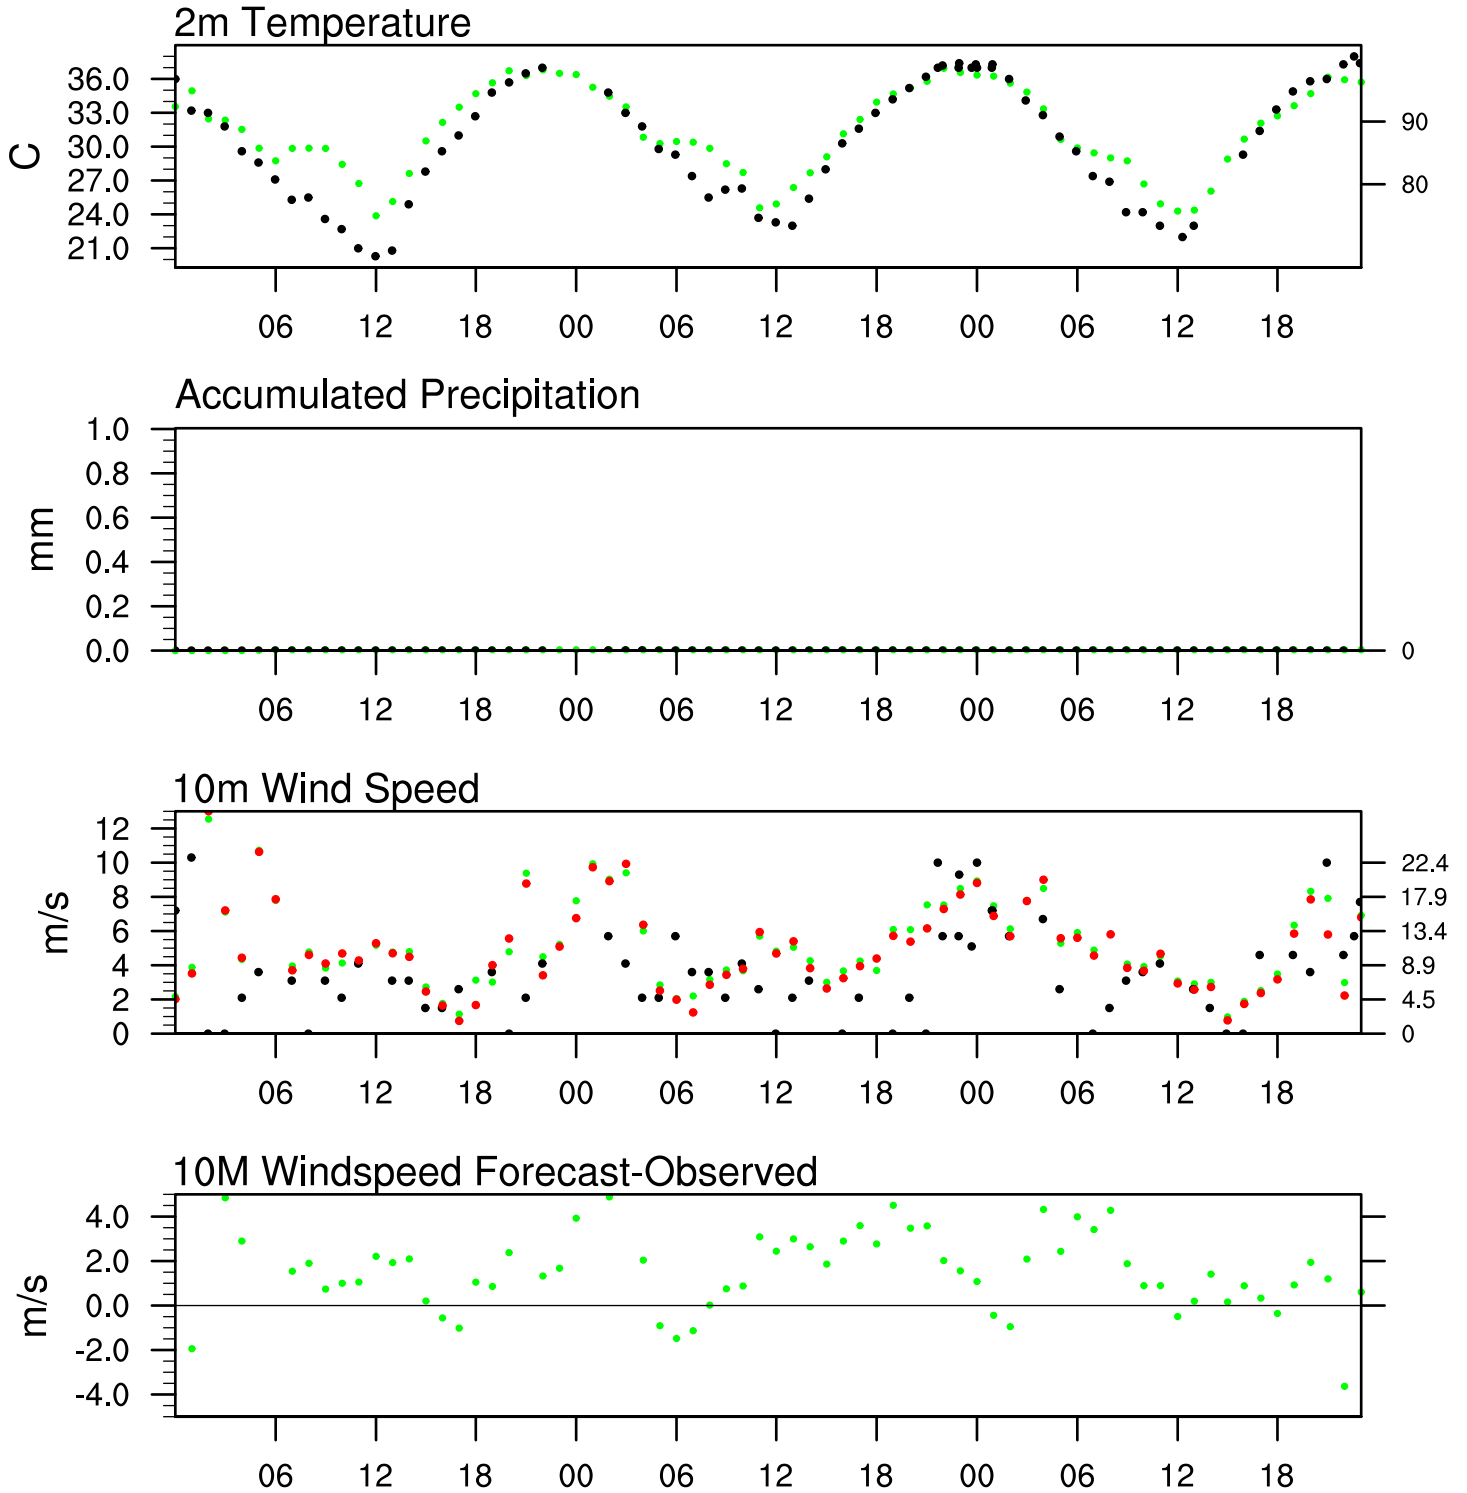 2m Temperature
36.0
33.0
30.0
27.0
24.0
21.0
C
90
80
06 12 18 00 06 12 18 00 06 12 18
Accumulated Precipitation
1.0
0.8
0.6
0.4
0.2
0.0
mm
0
06 12 18 00 06 12 18 00 06 12 18
10m Wind Speed
12
10
8
6
4
2
0
m/s
22.4
17.9
13.4
8.9
4.5
0
06 12 18 00 06 12 18 00 06 12 18
10M Windspeed Forecast-Observed
4.0
2.0
0.0
-2.0
-4.0
m/s
06 12 18 00 06 12 18 00 06 12 18